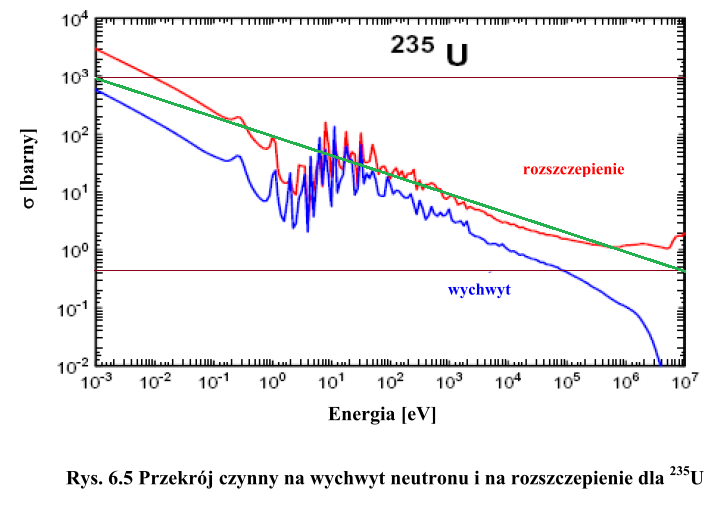 ²³⁵U
10⁴
10³
10²
10¹
10⁰
10⁻¹
10⁻²
σ [barny]
rozszczepienie
wychwyt
10⁻³ 10⁻² 10⁻¹ 10⁰ 10¹ 10² 10³ 10⁴ 10⁵ 10⁶ 10⁷
Energia [eV]
Rys. 6.5 Przekrój czynny na wychwyt neutronu i na rozszczepienie dla ²³⁵U